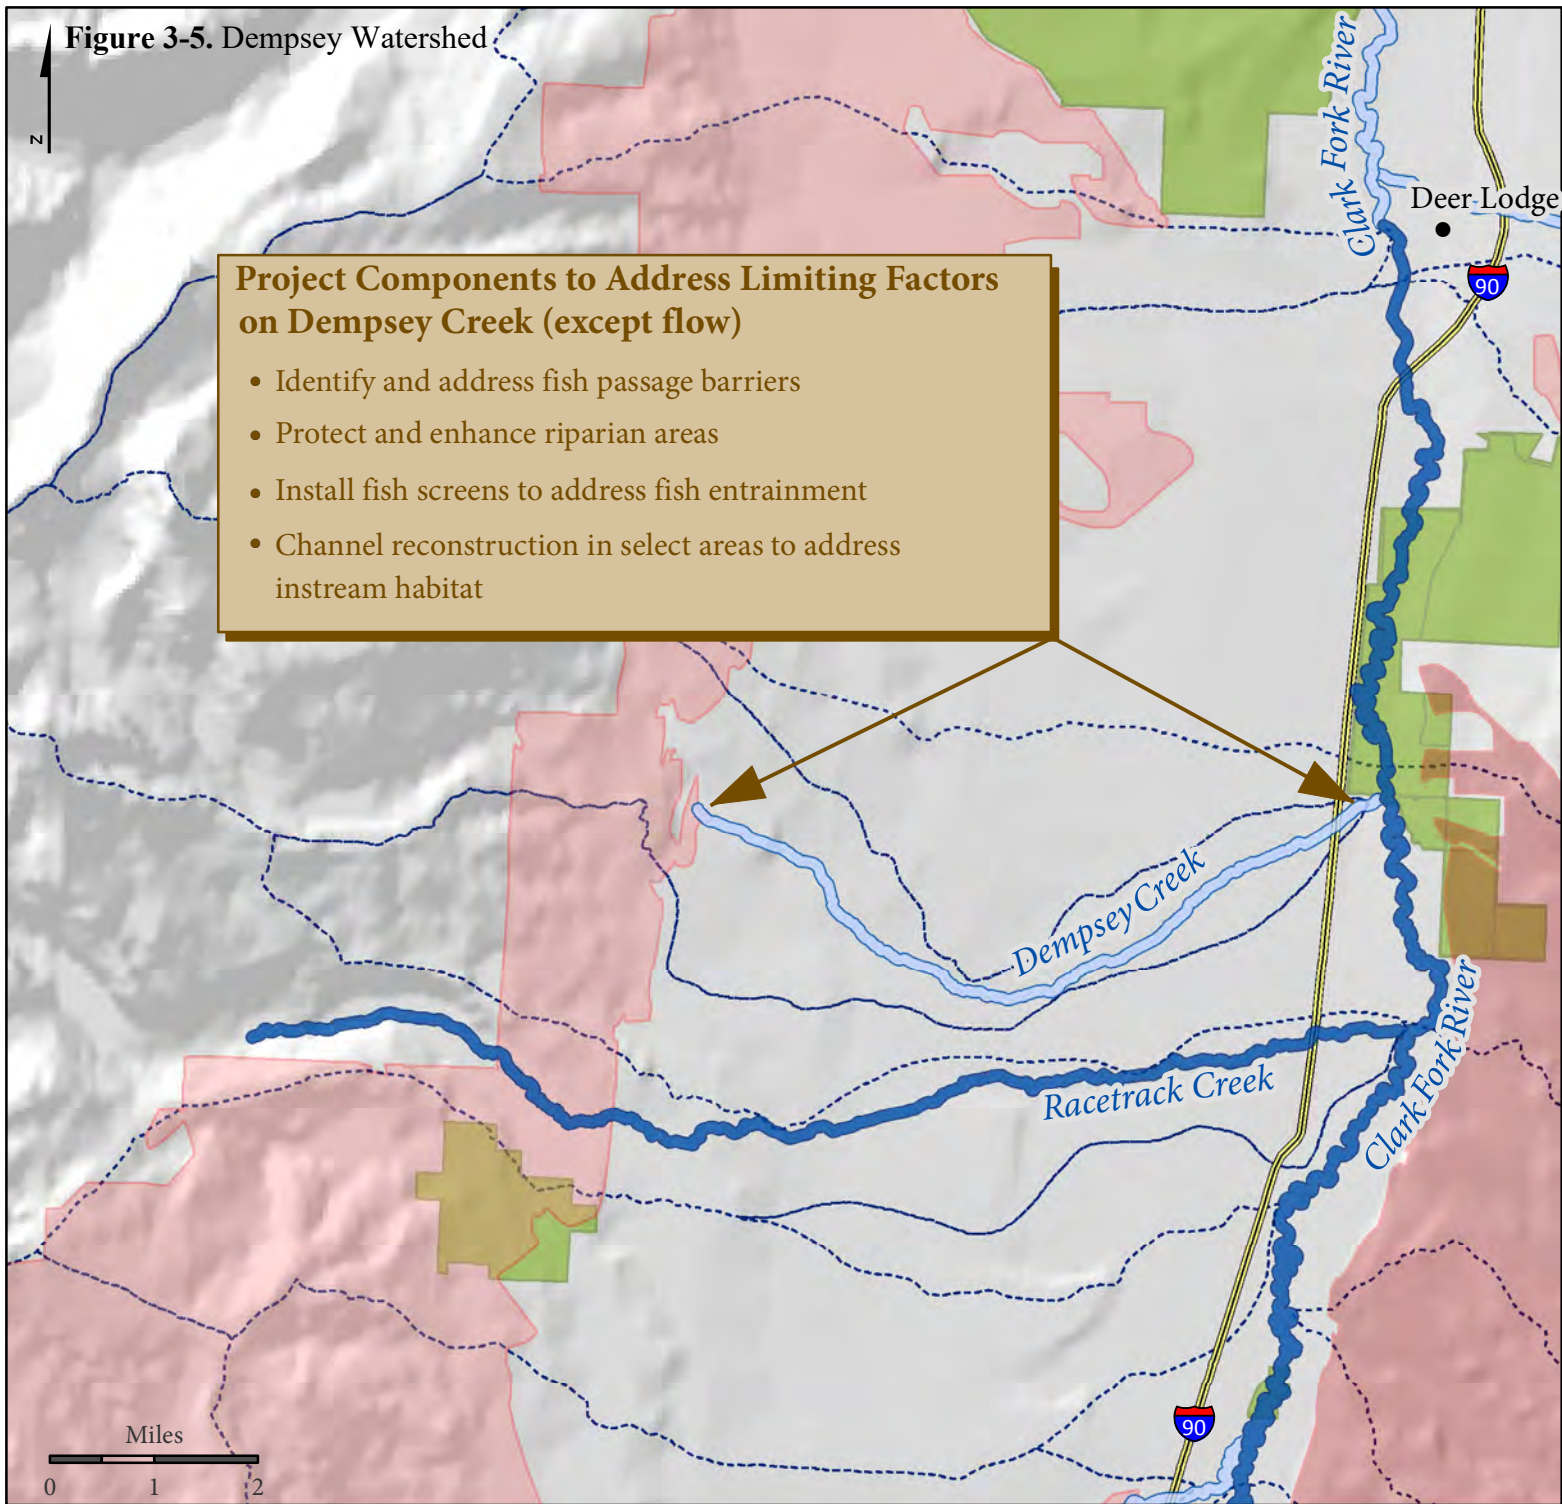 Figure 3-5. Dempsey Watershed
N
Clark Fork River
Deer Lodge
90
Project Components to Address Limiting Factors
on Dempsey Creek (except flow)
• Identify and address fish passage barriers
• Protect and enhance riparian areas
• Install fish screens to address fish entrainment
• Channel reconstruction in select areas to address
instream habitat
Dempsey Creek
Racetrack Creek
Clark Fork River
90
Miles
0 1 2